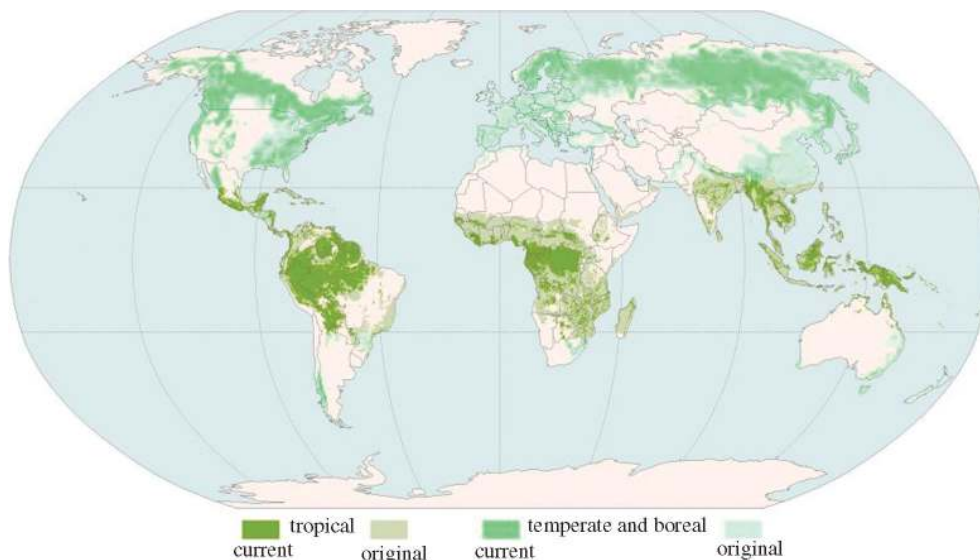 tropical
current
original
temperate and boreal
current
original